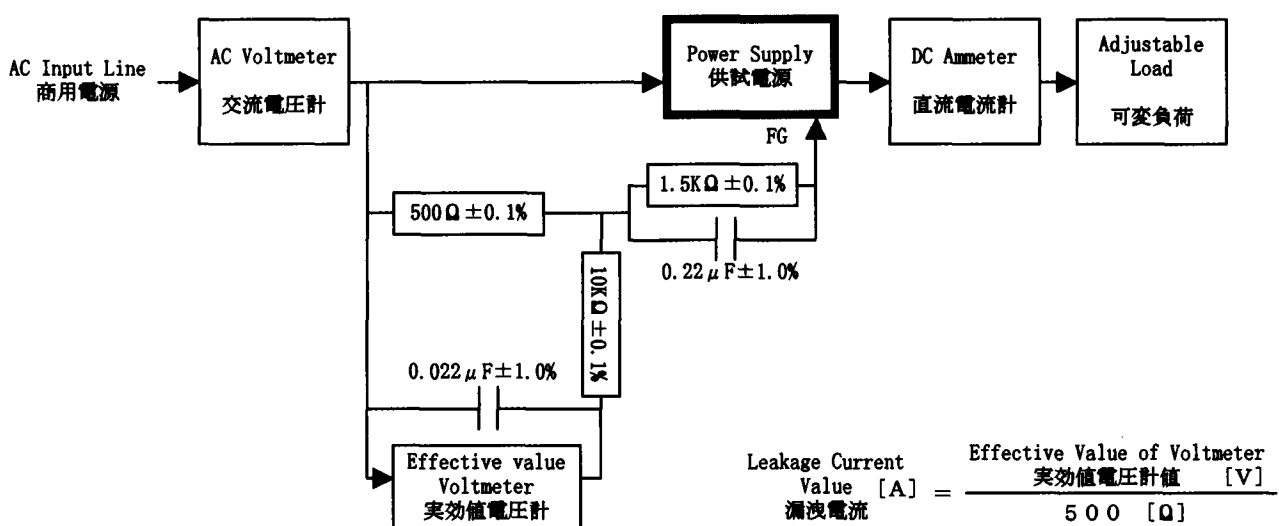 AC Input Line
商用電源
AC Voltmeter
交流電圧計
Power Supply
供試電源
DC Ammeter
直流電流計
Adjustable
Load
可変負荷
FG
500Ω±0.1%
1.5KΩ±0.1%
0.22μF±1.0%
10KΩ±0.1%
0.022μF±1.0%
Effective value
Voltmeter
実効値電圧計
Leakage Current
Value [A] =
漏洩電流
Effective Value of Voltmeter
実効値電圧計値 [V]
500 [Ω]